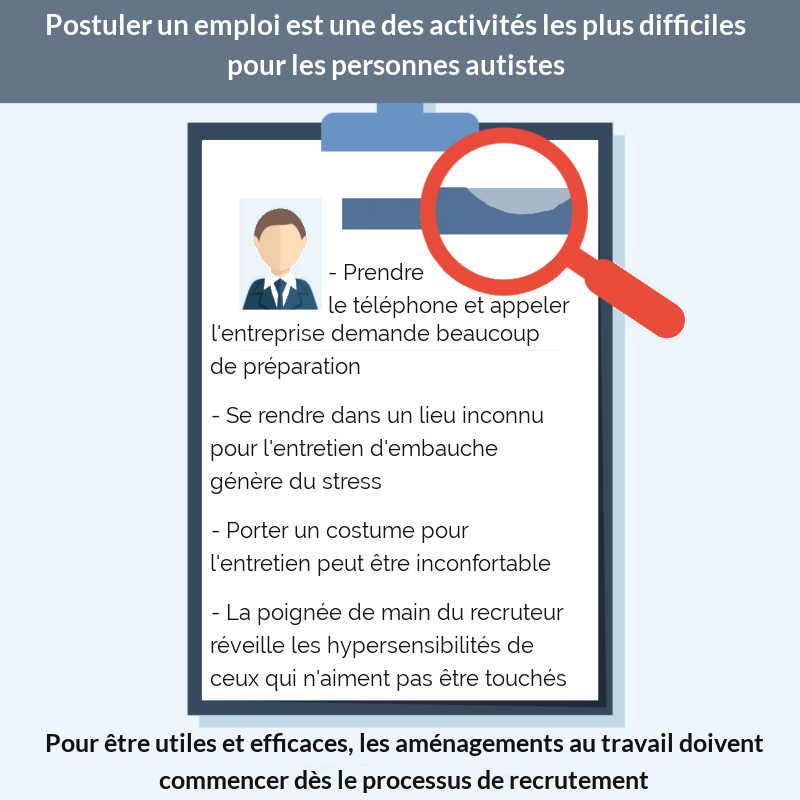 Postuler un emploi est une des activités les plus difficiles
pour les personnes autistes
- Prendre
le téléphone et appeler
l'entreprise demande beaucoup
de préparation
- Se rendre dans un lieu inconnu
pour l'entretien d'embauche
génère du stress
- Porter un costume pour
l'entretien peut être inconfortable
- La poignée de main du recruteur
réveille les hypersensibilités de
ceux qui n'aiment pas être touchés
Pour être utiles et efficaces, les aménagements au travail doivent
commencer dès le processus de recrutement